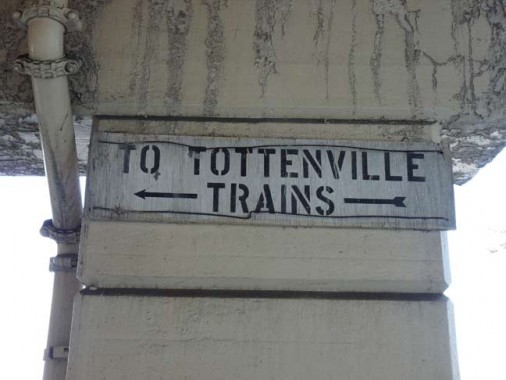 TO TOTTENVILLE
← TRAINS →